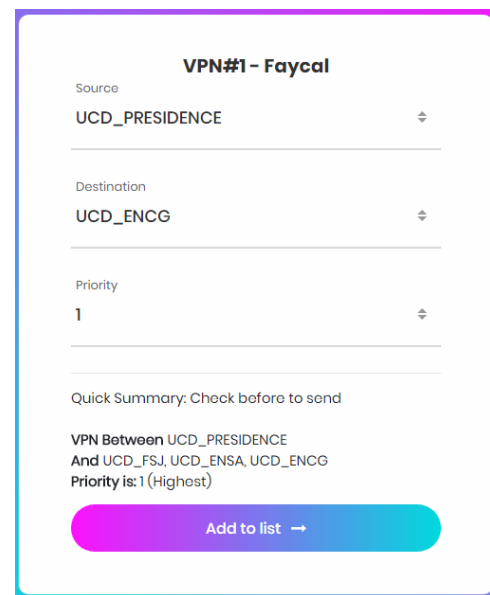 VPN#1 - Faycal
Source
UCD_PRESIDENCE
Destination
UCD_ENCG
Priority
1
Quick Summary: Check before to send
VPN Between UCD_PRESIDENCE
And UCD_FSJ, UCD_ENSA, UCD_ENCG
Priority is: 1 (Highest)
Add to list →